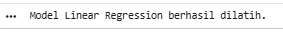 ••• Model Linear Regression berhasil dilatih.